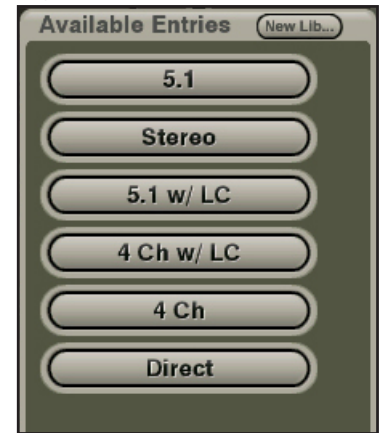 Available Entries New Lib...
5.1
Stereo
5.1 w/ LC
4 Ch w/ LC
4 Ch
Direct